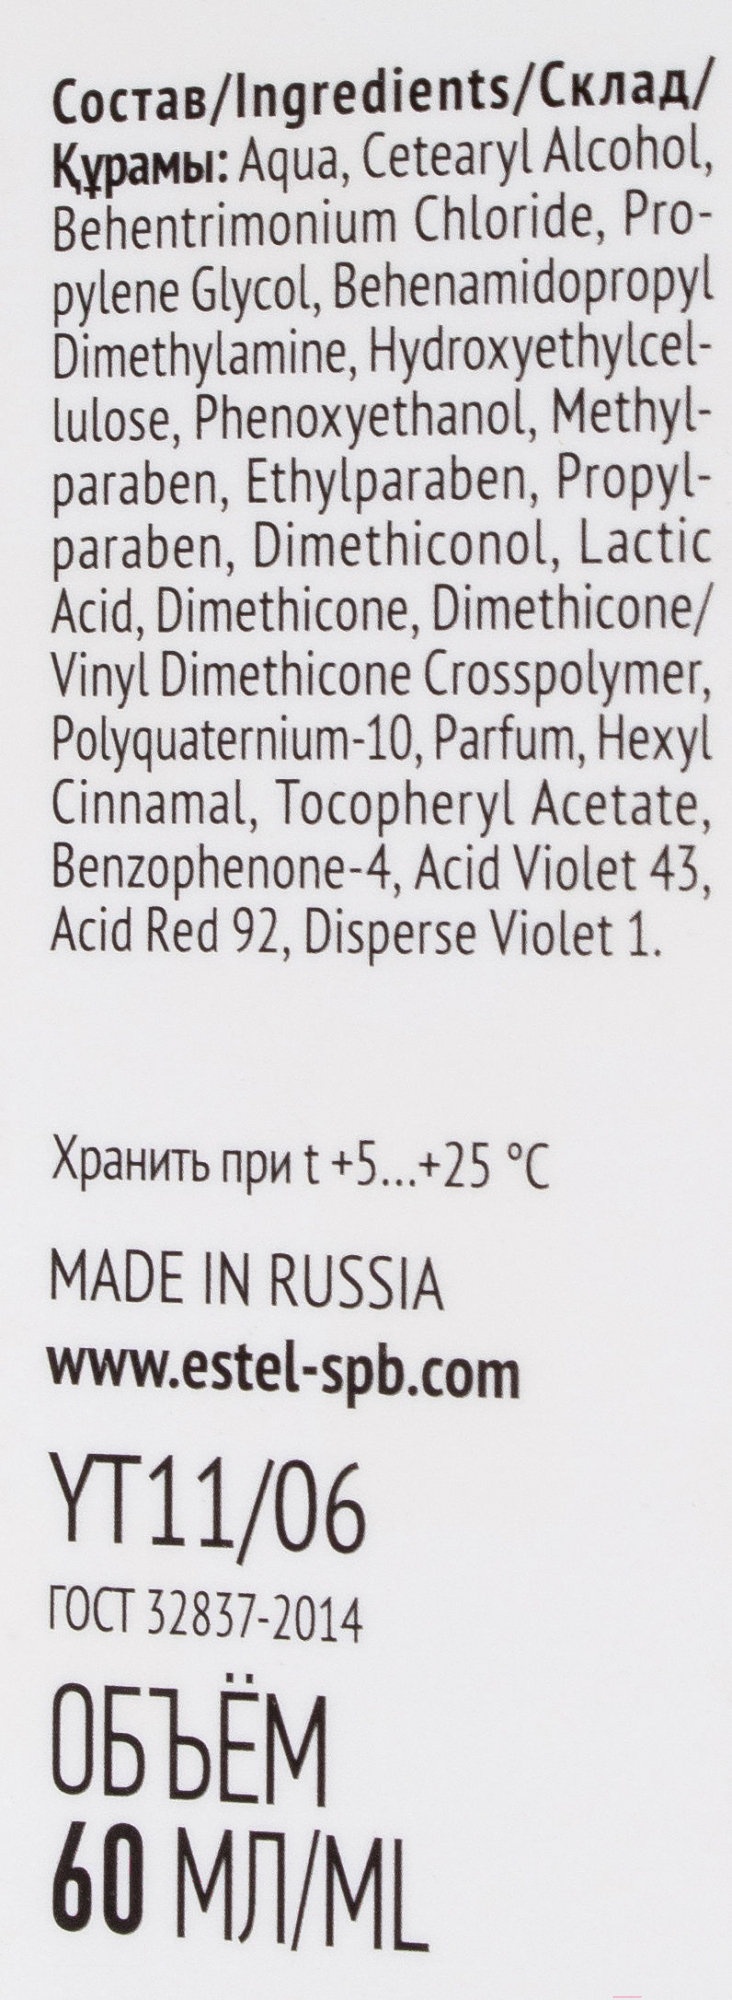 Состав/Ingredients/Склад/
Құрамы: Aqua, Cetearyl Alcohol,
Behentrimonium Chloride, Pro-
pylene Glycol, Behenamidopropyl
Dimethylamine, Hydroxyethylcel-
lulose, Phenoxyethanol, Methyl-
paraben, Ethylparaben, Propyl-
paraben, Dimethiconol, Lactic
Acid, Dimethicone, Dimethicone/
Vinyl Dimethicone Crosspolymer,
Polyquaternium-10, Parfum, Hexyl
Cinnamal, Tocopheryl Acetate,
Benzophenone-4, Acid Violet 43,
Acid Red 92, Disperse Violet 1.
Хранить при t +5...+25 °C
MADE IN RUSSIA
www.estel-spb.com
YT11/06
ГОСТ 32837-2014
ОБЪЁМ
60 МЛ/ML